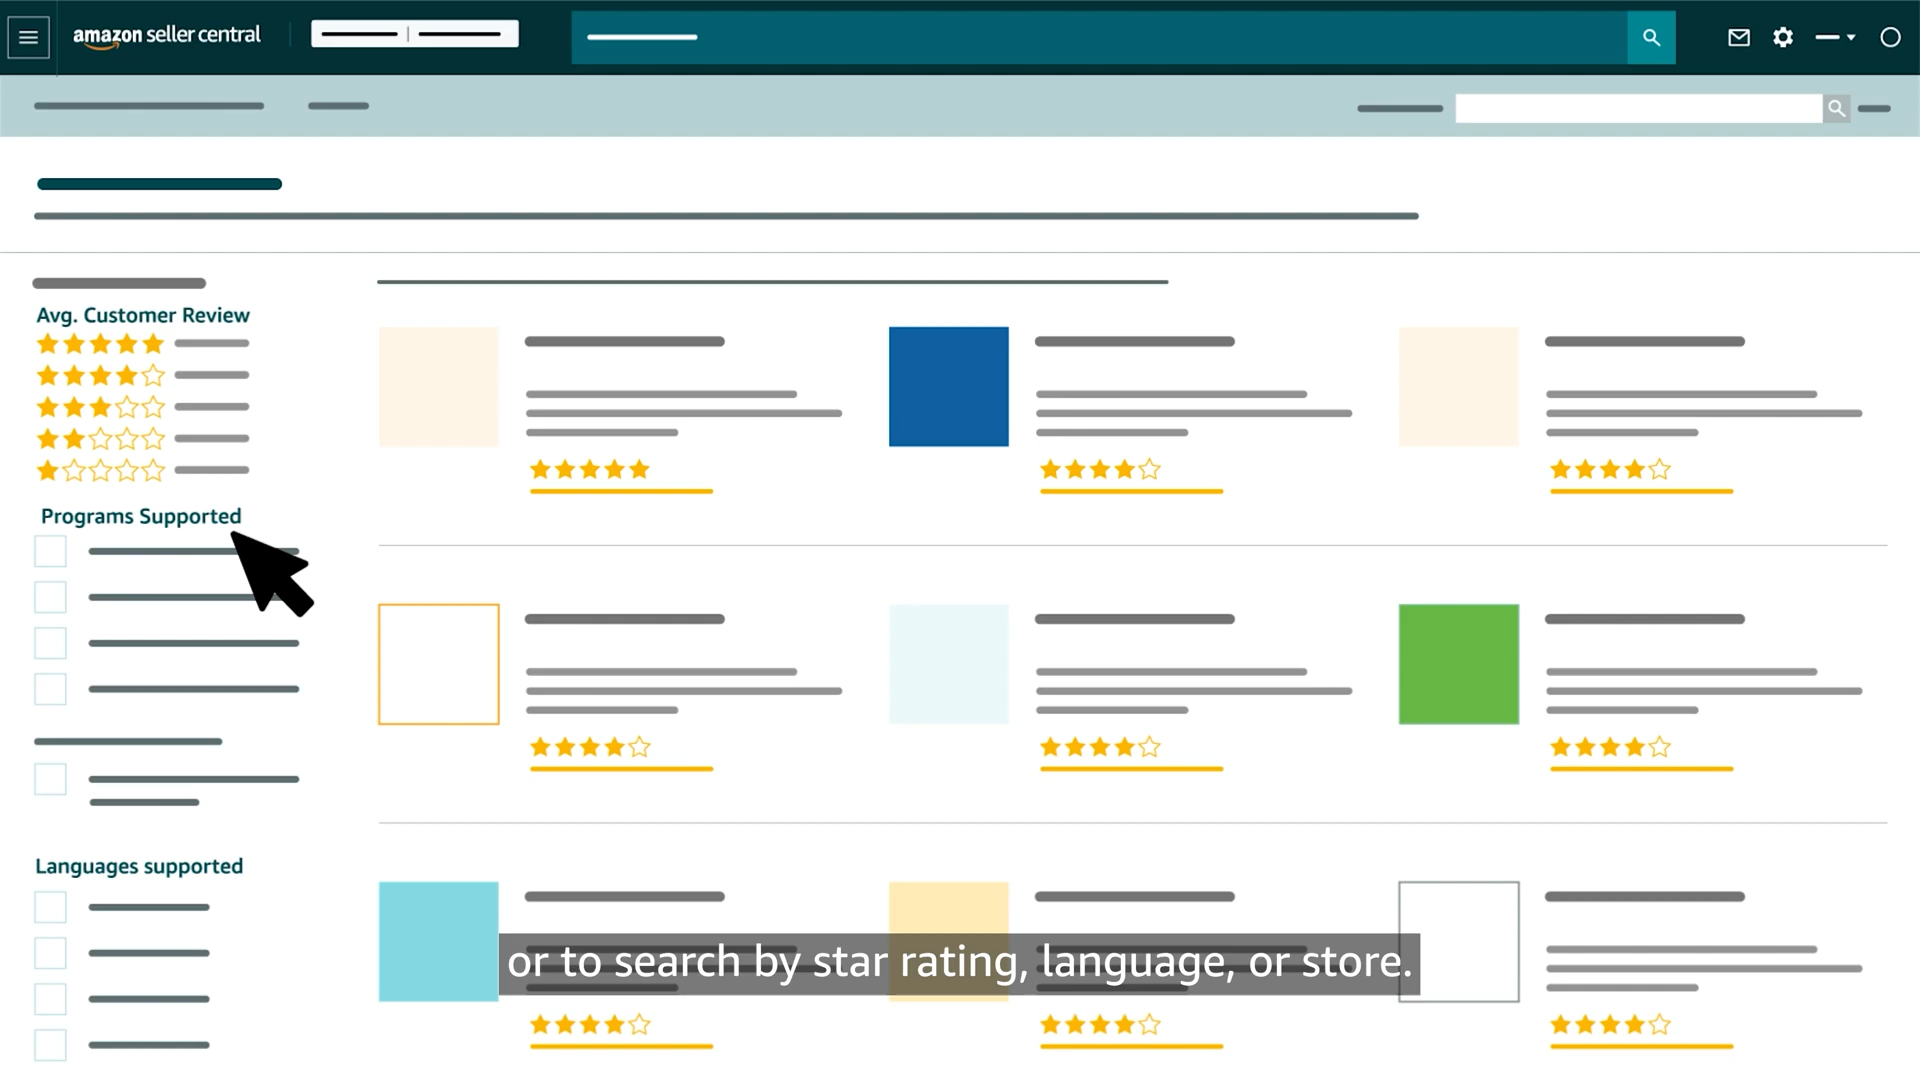 amazon seller central
Avg. Customer Review
Programs Supported
Languages supported
or to search by star rating, language, or store.